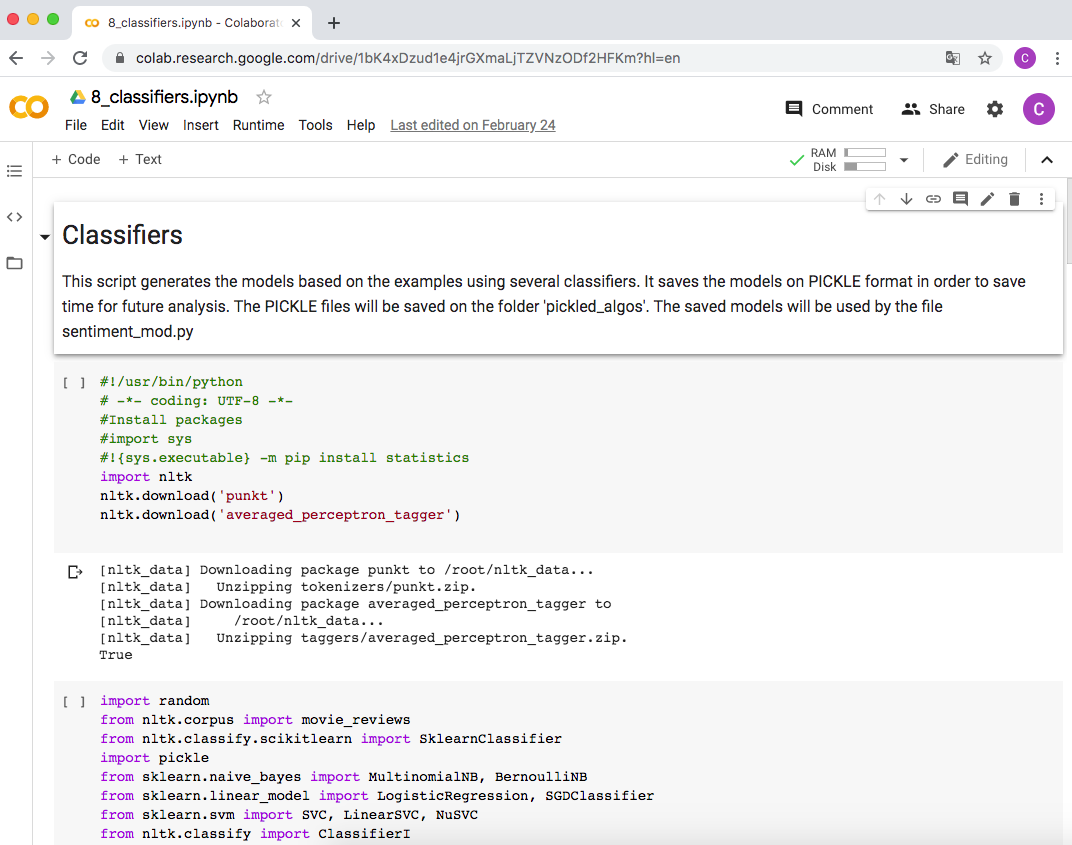 8_classifiers.ipynb - Colaborat
colab.research.google.com/drive/1bK4xDzud1e4jrGXmaLjTZVNzODf2HFKm?hl=en
C
8_classifiers.ipynb
Comment
Share
C
File Edit View Insert Runtime Tools Help Last edited on February 24
+ Code + Text
RAM
Disk
Editing
Classifiers
This script generates the models based on the examples using several classifiers. It saves the models on PICKLE format in order to save
time for future analysis. The PICKLE files will be saved on the folder 'pickled_algos'. The saved models will be used by the file
sentiment_mod.py
[ ] #!/usr/bin/python
# -*- coding: UTF-8 -*-
#Install packages
#import sys
#!{sys.executable} -m pip install statistics
import nltk
nltk.download('punkt')
nltk.download('averaged_perceptron_tagger')
[nltk_data] Downloading package punkt to /root/nltk_data...
[nltk_data]   Unzipping tokenizers/punkt.zip.
[nltk_data] Downloading package averaged_perceptron_tagger to
[nltk_data]     /root/nltk_data...
[nltk_data]   Unzipping taggers/averaged_perceptron_tagger.zip.
True
[ ] import random
from nltk.corpus import movie_reviews
from nltk.classify.scikitlearn import SklearnClassifier
import pickle
from sklearn.naive_bayes import MultinomialNB, BernoulliNB
from sklearn.linear_model import LogisticRegression, SGDClassifier
from sklearn.svm import SVC, LinearSVC, NuSVC
from nltk.classify import ClassifierI